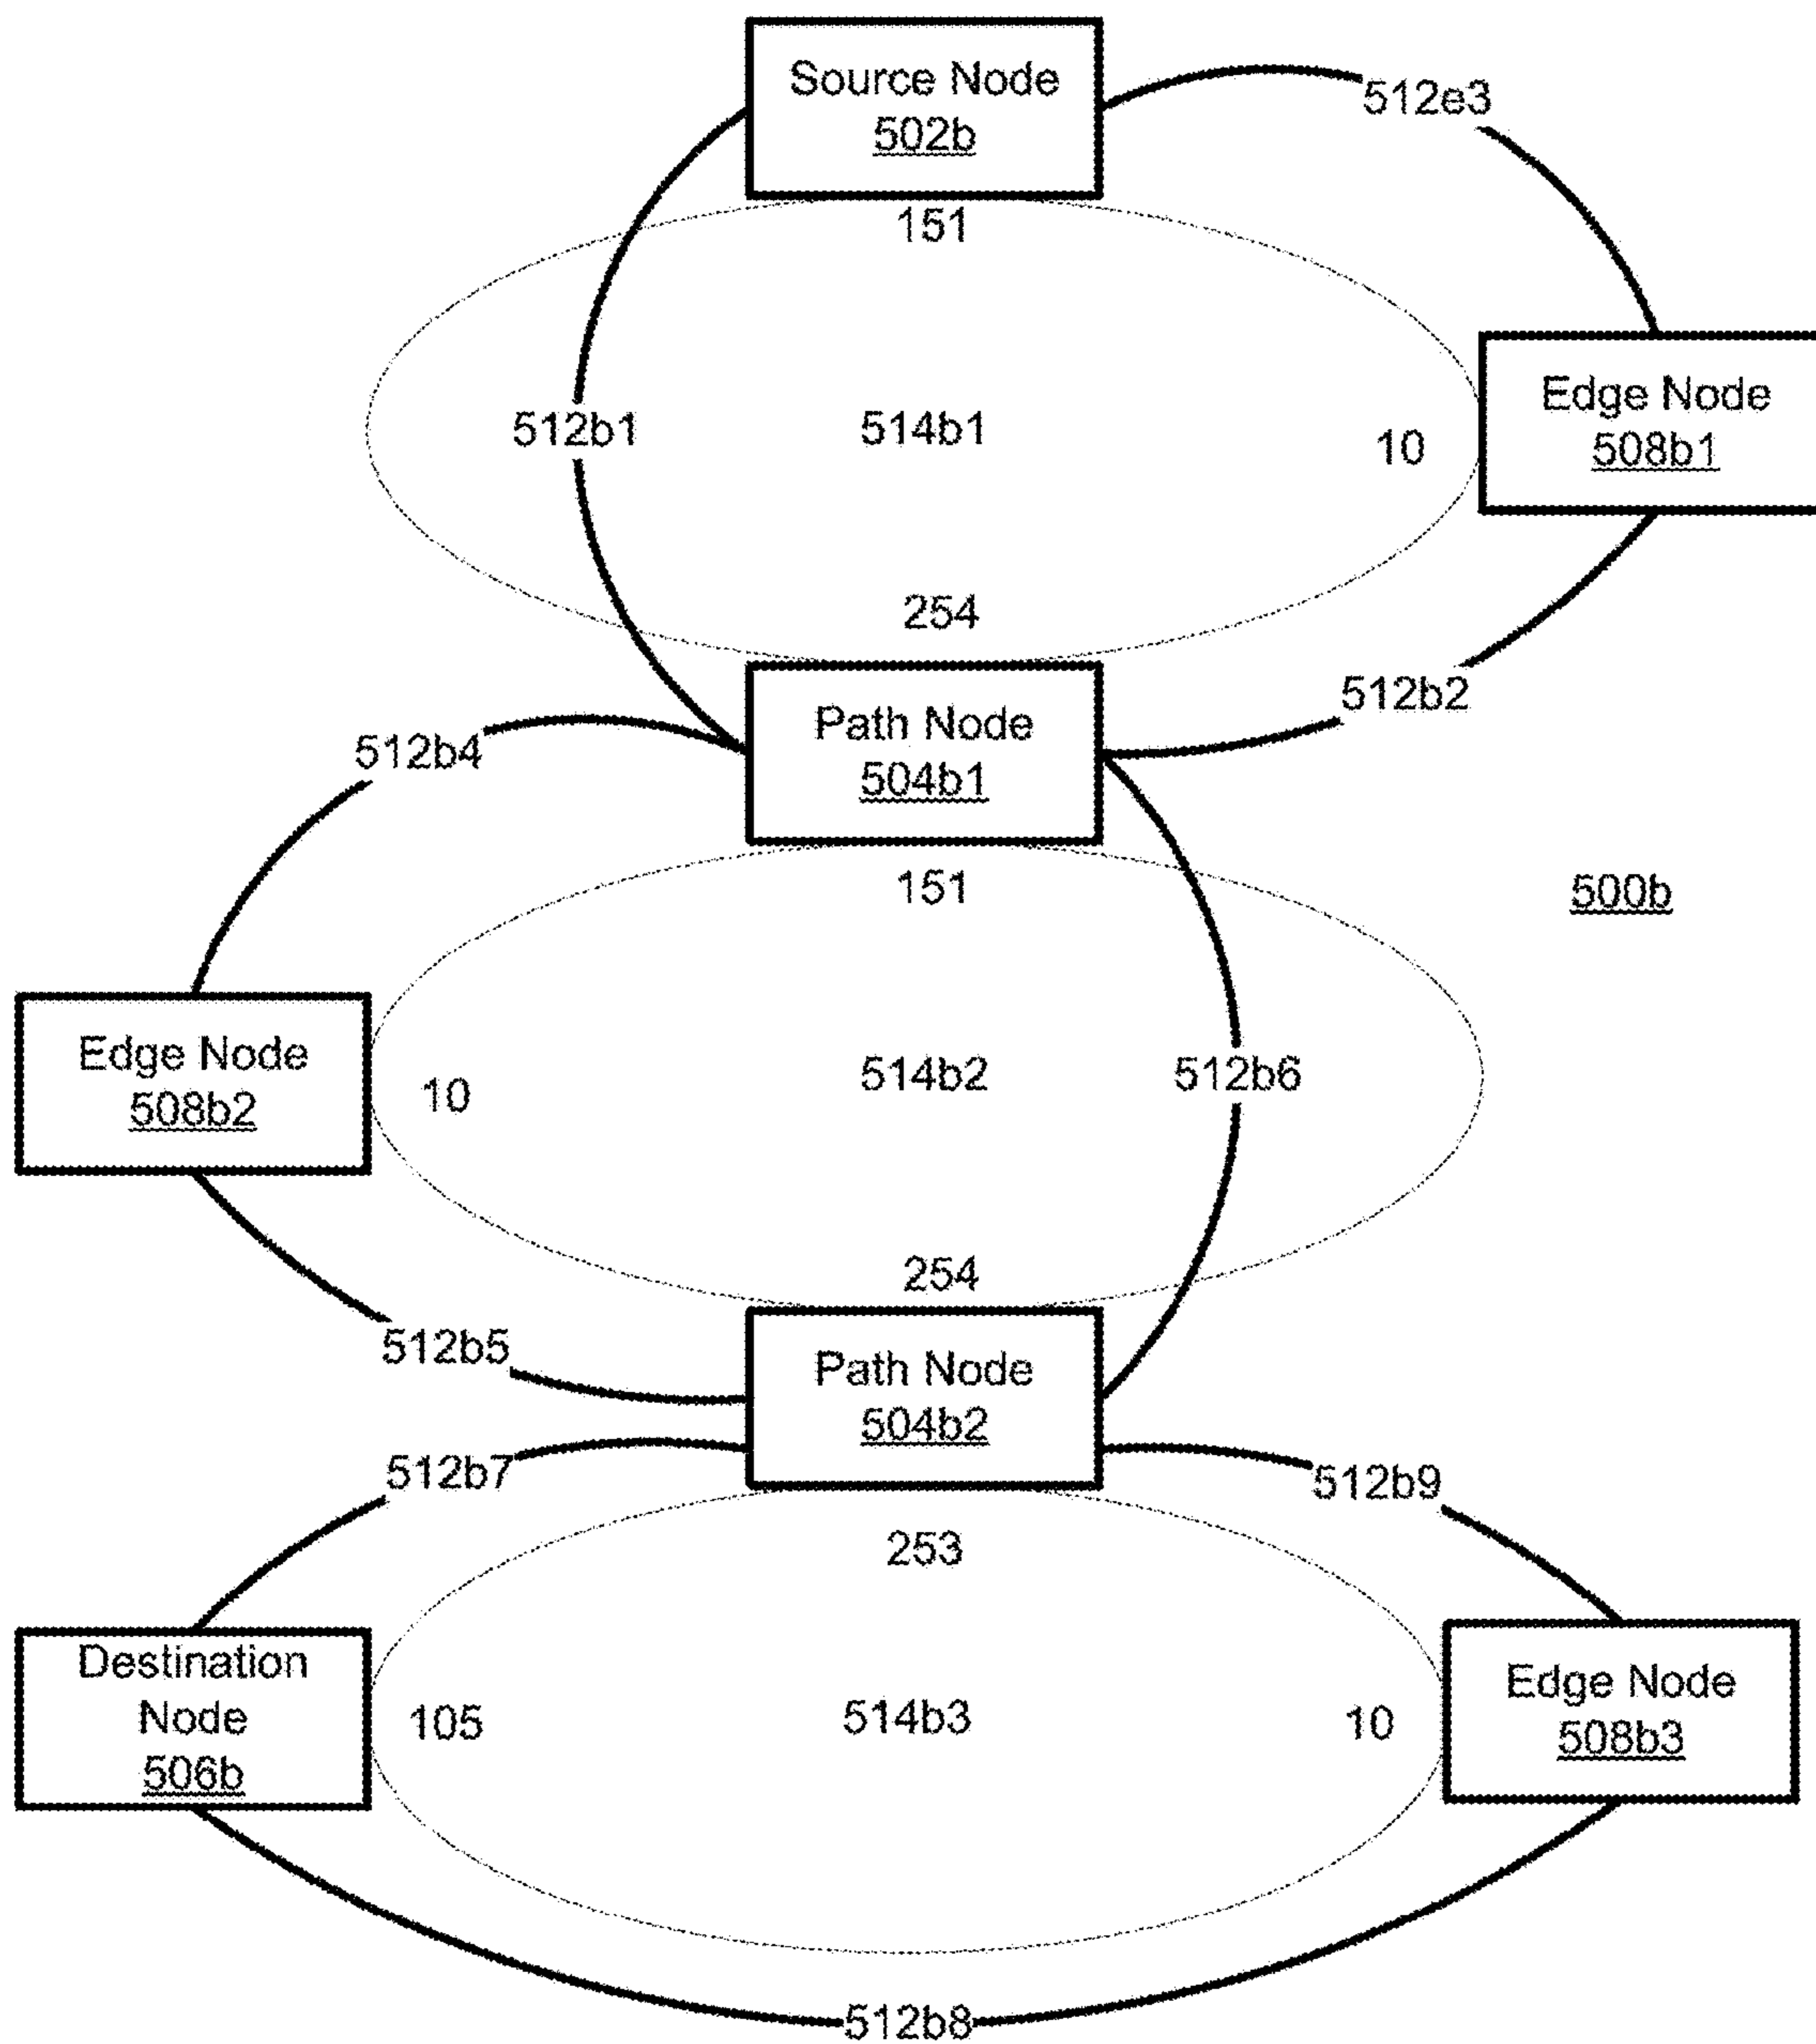 Source Node
502b
512e3
151
512b1
514b1
10
Edge Node
508b1
254
512b2
Path Node
504b1
512b4
151
500b
Edge Node
508b2
10
514b2
512b6
254
512b5
Path Node
504b2
512b7
512b9
253
Destination
Node
506b
105
514b3
10
Edge Node
508b3
512b8